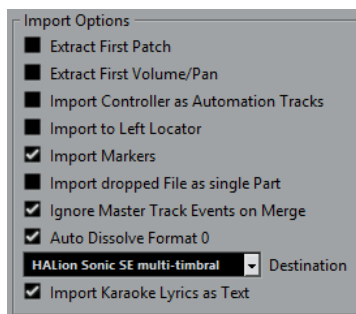 Import Options
Extract First Patch
Extract First Volume/Pan
Import Controller as Automation Tracks
Import to Left Locator
Import Markers
Import dropped File as single Part
Ignore Master Track Events on Merge
Auto Dissolve Format 0
HALion Sonic SE multi-timbral Destination
Import Karaoke Lyrics as Text